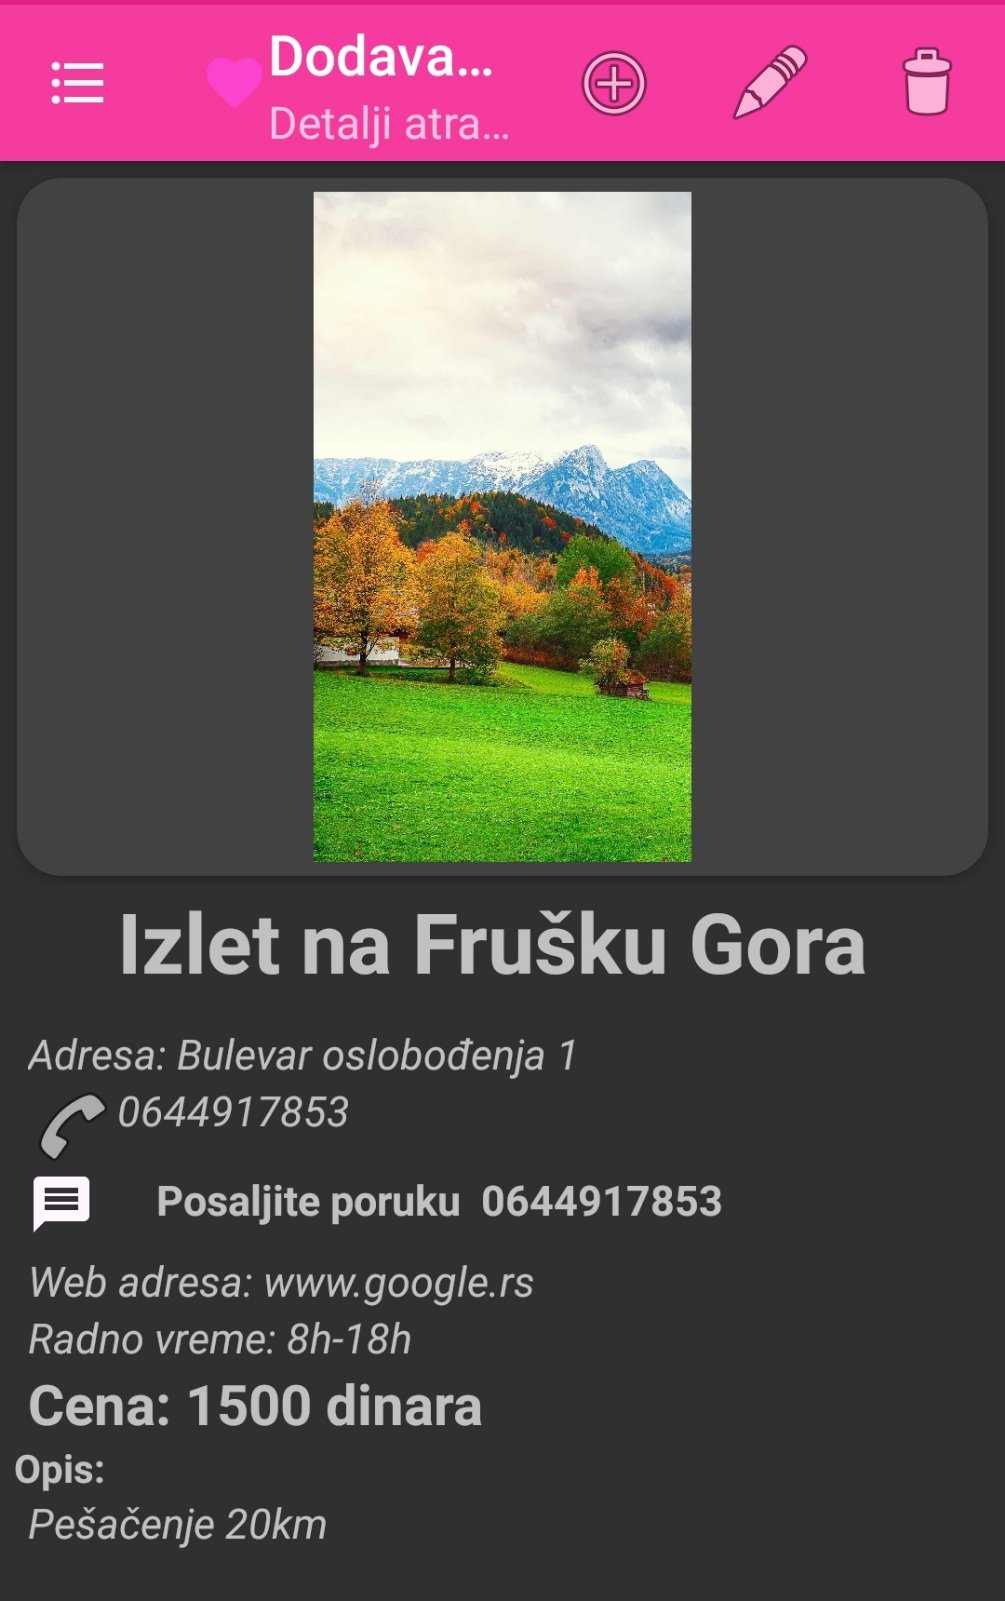 Dodava...
Detalji atra...
Izlet na Frušku Gora
Adresa: Bulevar oslobođenja 1
0644917853
Posaljite poruku 0644917853
Web adresa: www.google.rs
Radno vreme: 8h-18h
Cena: 1500 dinara
Opis:
Pešačenje 20km